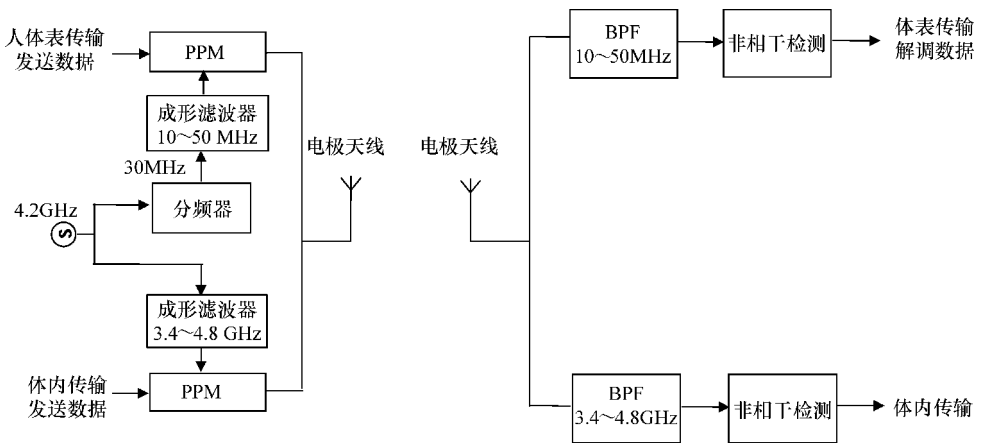 人体表传输
发送数据
PPM
成形滤波器
10～50 MHz
30MHz
分频器
4.2GHz
S
成形滤波器
3.4～4.8 GHz
体内传输
发送数据
PPM
电极天线
电极天线
BPF
10～50MHz
非相干检测
体表传输
解调数据
BPF
3.4～4.8GHz
非相干检测
体内传输